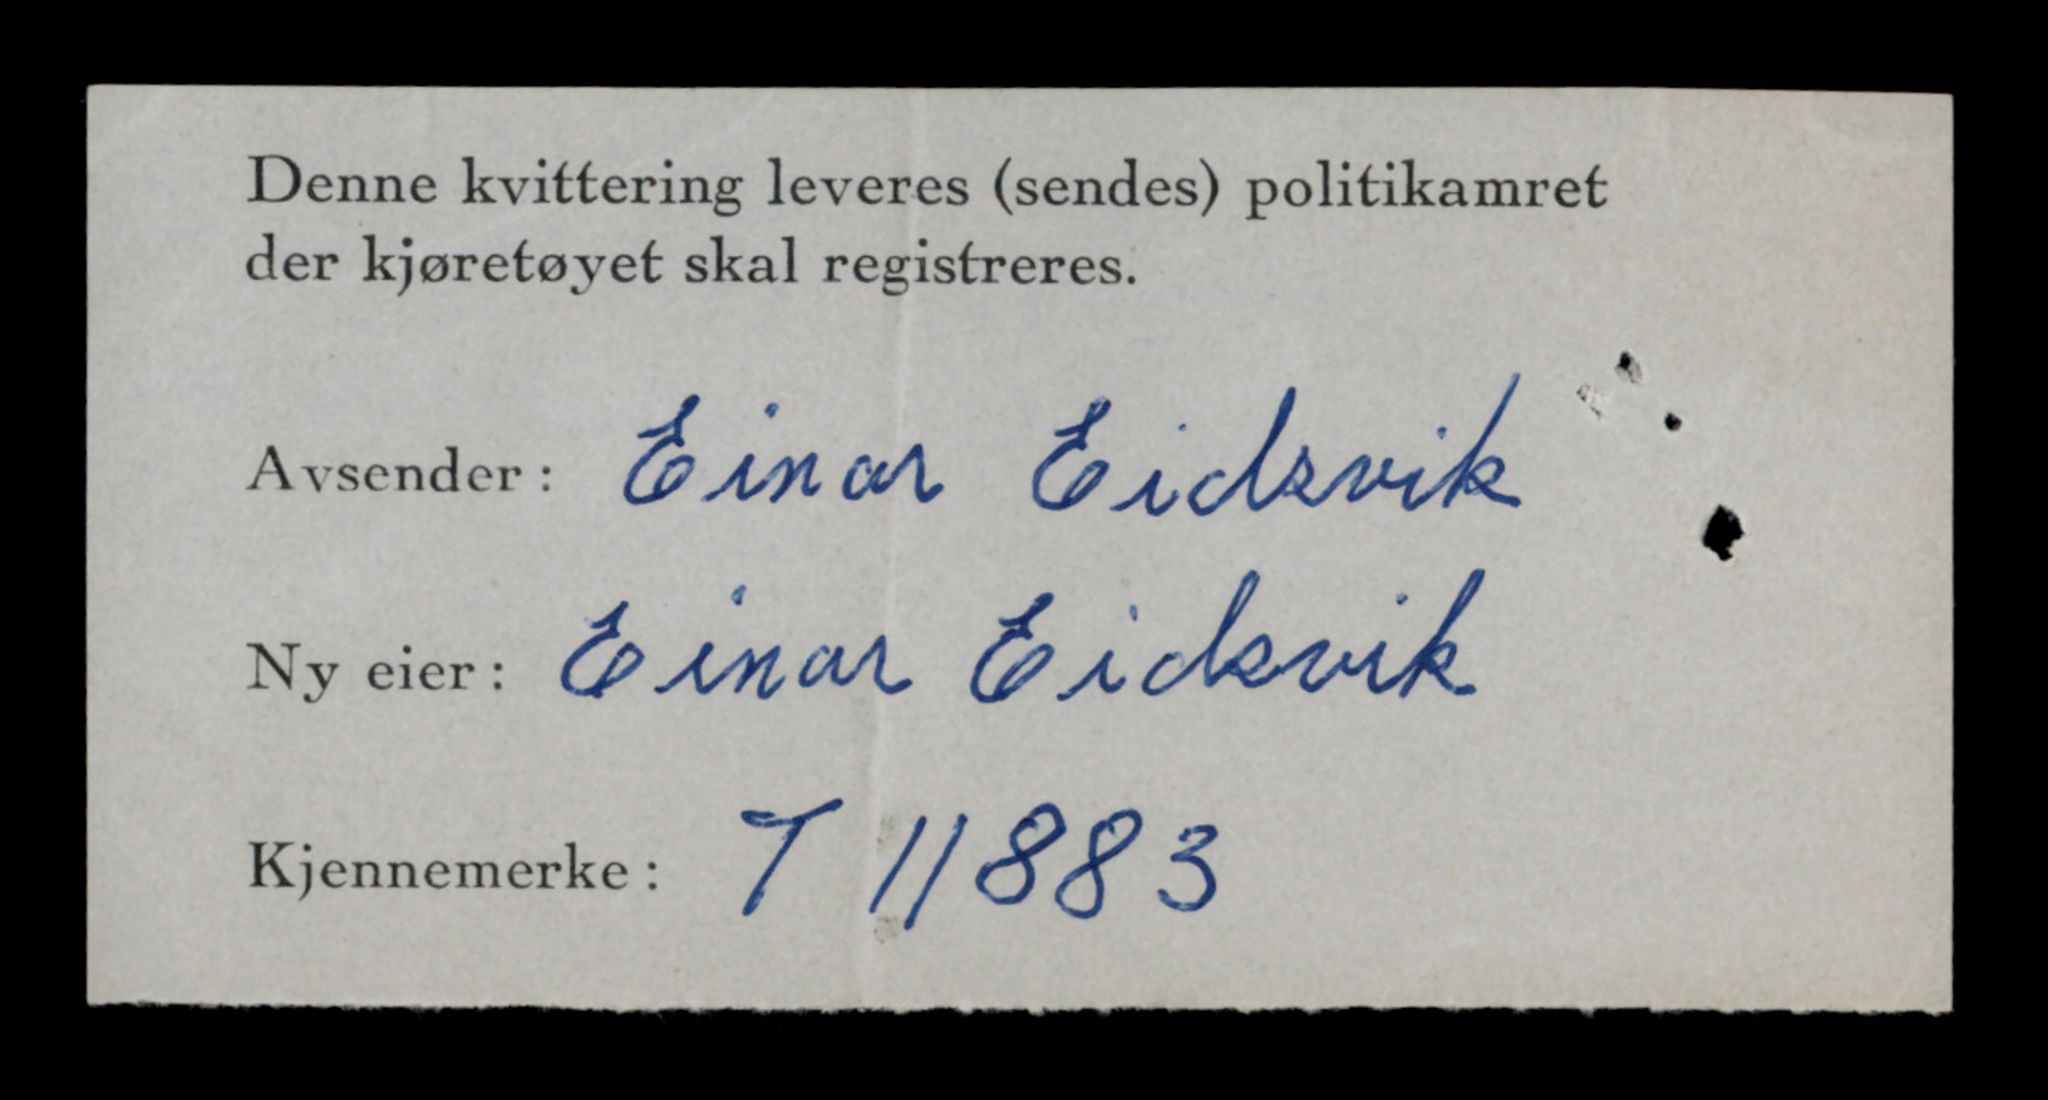 Denne kvittering leveres (sendes) politikamret
der kjøretøyet skal registreres.
Avsender: Einar Eidsvik
Ny eier: Einar Eidsvik
Kjennemerke: T 11883